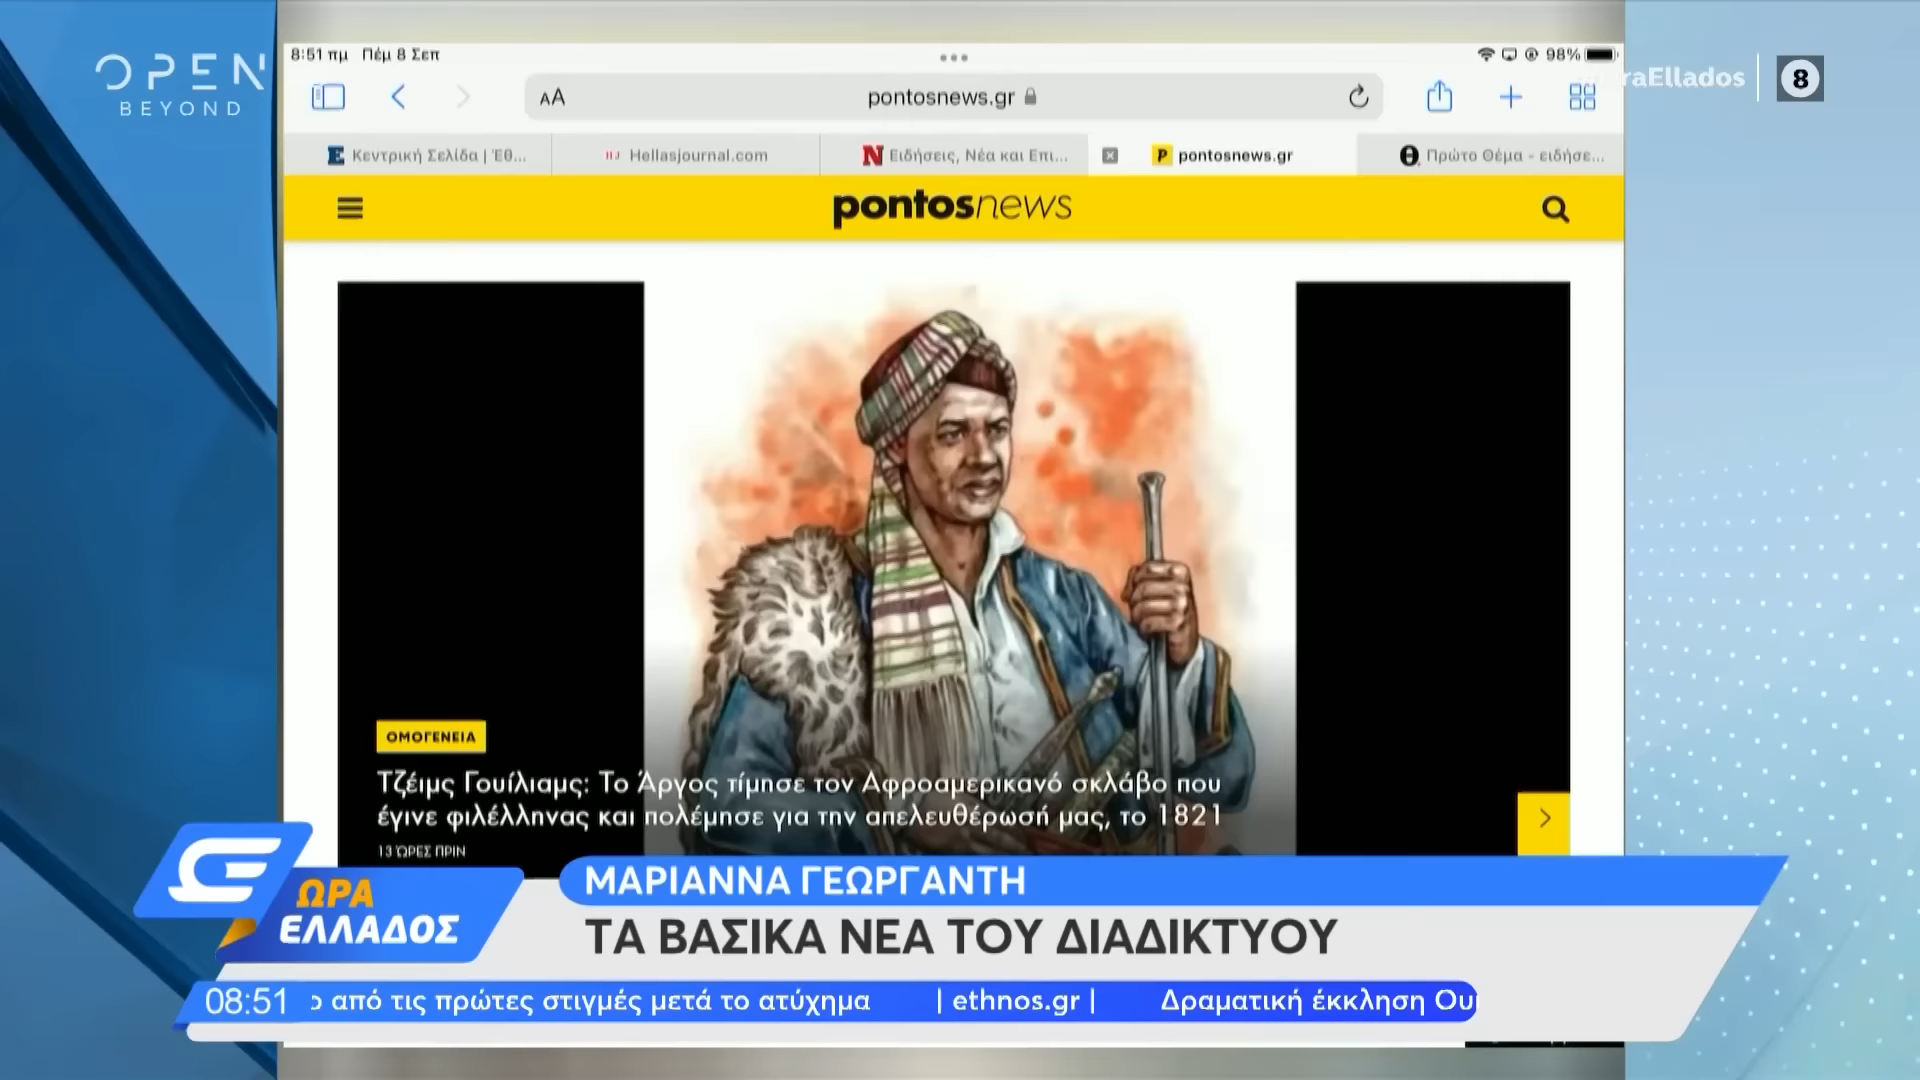 OPEN
BEYOND
8:51 πμ Πέμ 8 Σεπ
98%
AA
pontosnews.gr
raEllados
8
Κεντρική Σελίδα | Έθ...
Hellasjournal.com
Ειδήσεις, Νέα και Επι...
pontosnews.gr
Πρώτο Θέμα - ειδήσε...
pontosnews
ΟΜΟΓΕΝΕΙΑ
Τζέιμς Γουίλιαμς: Το Άργος τίμησε τον Αφροαμερικανό σκλάβο που
έγινε φιλέλληνας και πολέμησε για την απελευθέρωσή μας, το 1821
13 ΏΡΕΣ ΠΡΙΝ
ΩΡΑ
ΕΛΛΑΔΟΣ
ΜΑΡΙΑΝΝΑ ΓΕΩΡΓΑΝΤΗ
ΤΑ ΒΑΣΙΚΑ ΝΕΑ ΤΟΥ ΔΙΑΔΙΚΤΥΟΥ
08:51 από τις πρώτες στιγμές μετά το ατύχημα | ethnos.gr | Δραματική έκκληση Ου